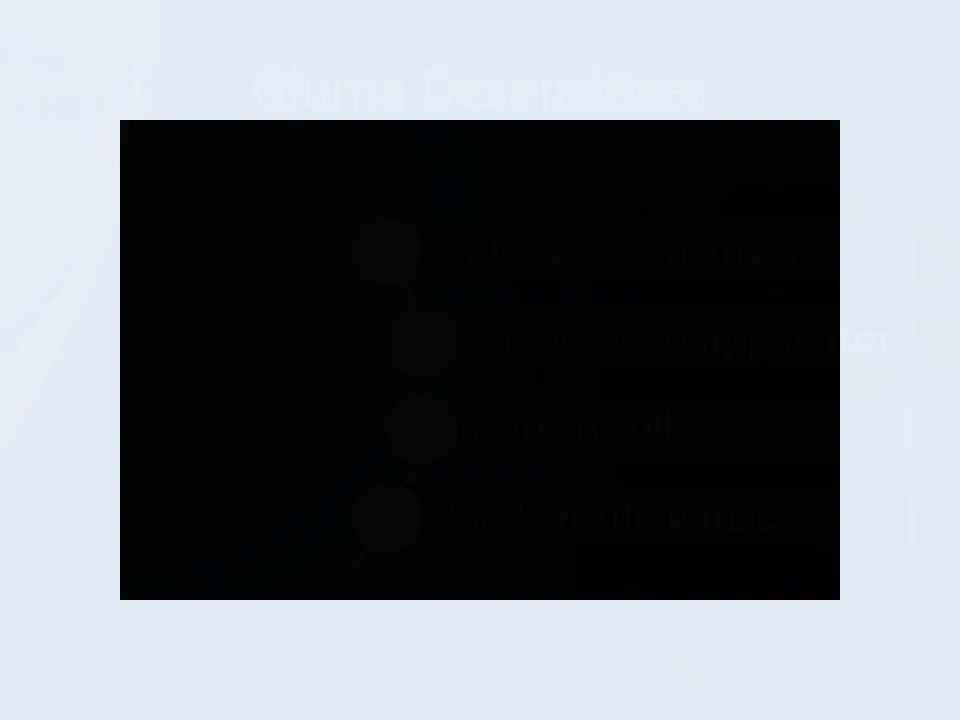 Gluma Desensitizer
Gluma desensitizer
Single dose applicator
Cotton rolls
2 x 2 sterile gauze